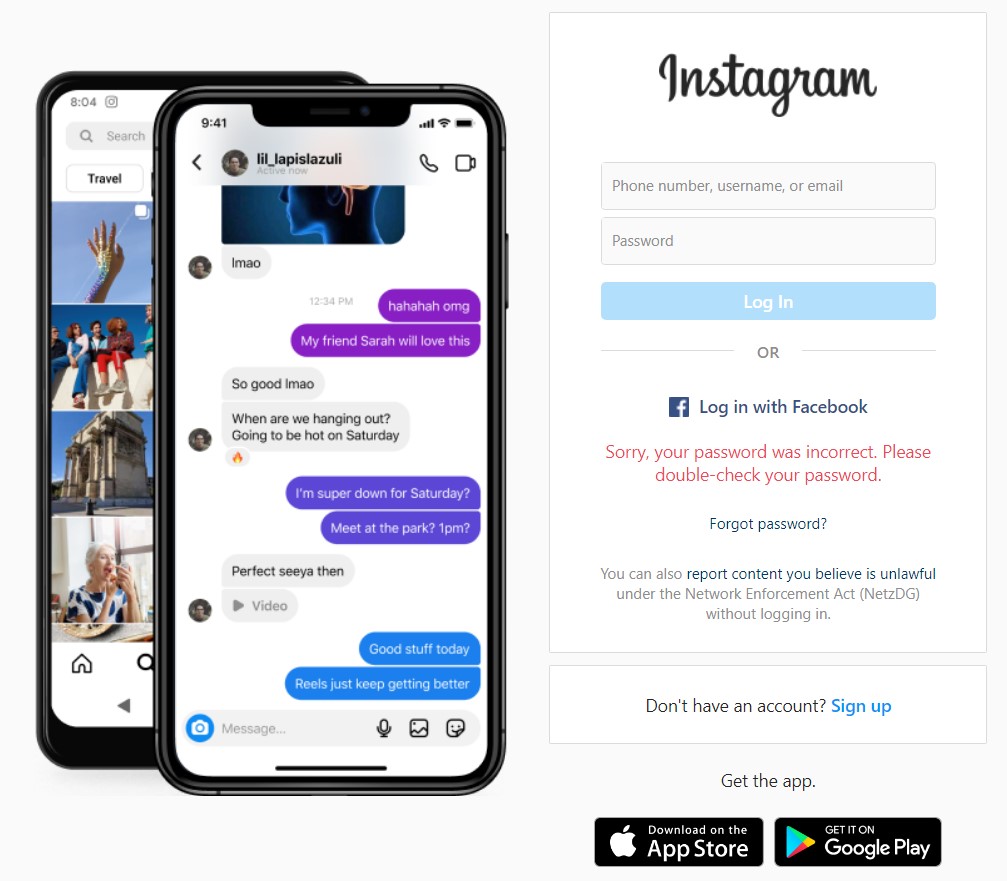 8:04
Search
Travel
9:41
lil_lapislazuli
Active now
lmao
12:34 PM
hahahah omg
My friend Sarah will love this
So good lmao
When are we hanging out?
Going to be hot on Saturday
I'm super down for Saturday?
Meet at the park? 1pm?
Perfect seeya then
Video
Good stuff today
Reels just keep getting better
Message...
Instagram
Phone number, username, or email
Password
Log In
OR
Log in with Facebook
Sorry, your password was incorrect. Please
double-check your password.
Forgot password?
You can also report content you believe is unlawful
under the Network Enforcement Act (NetzDG)
without logging in.
Don't have an account? Sign up
Get the app.
Download on the
App Store
GET IT ON
Google Play